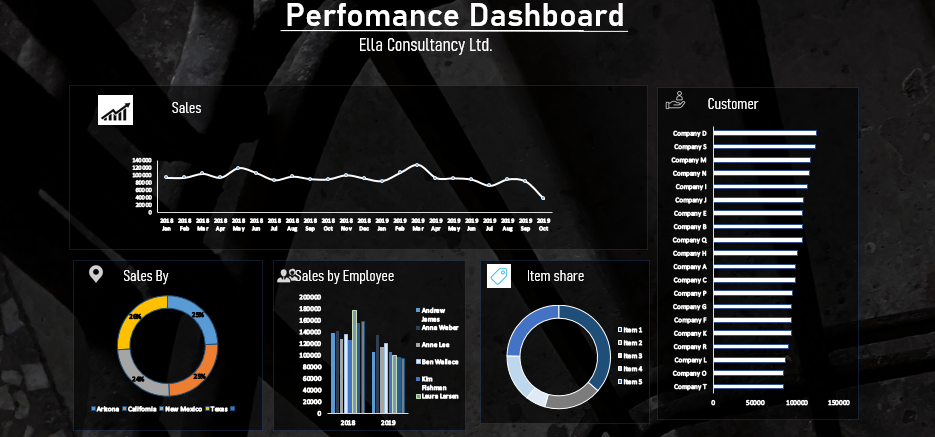 Perfomance Dashboard
Ella Consultancy Ltd.
Sales
140000
120000
100000
80000
60000
40000
20000
0
2018 2018 2018 2018 2018 2018 2018 2018 2018 2018 2018 2018 2019 2019 2019 2019 2019 2019 2019 2019 2019 2019
Jan Feb Mar Apr May Jun Jul Aug Sep Oct Nov Dec Jan Feb Mar Apr May Jun Jul Aug Sep Oct
Customer
Company D
Company S
Company M
Company N
Company I
Company J
Company E
Company B
Company Q
Company H
Company A
Company C
Company P
Company G
Company F
Company K
Company R
Company L
Company O
Company T
0 50000 100000 150000
Sales By
26% 25%
24% 25%
Arizona California New Mexico Texas
Sales by Employee
200000
180000
160000
140000
120000
100000
80000
60000
40000
20000
0
2018 2019
Andrew
James
Anna Weber
Anne Lee
Ben Wallace
Kim
Fishman
Laura Larsen
Item share
Item 1
Item 2
Item 3
Item 4
Item 5